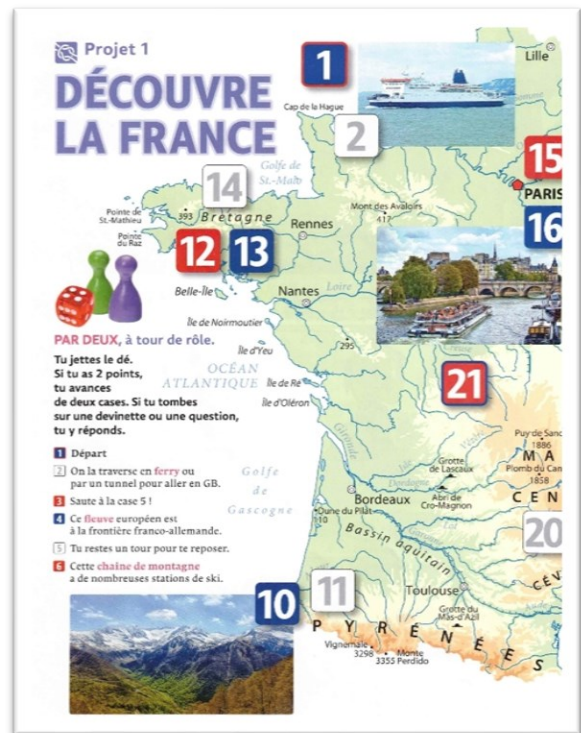 Projet 1
DÉCOUVRE
LA FRANCE
1
Lille
Cap de la Hague
2
15
PARIS
16
Golfe de
St.-Malo
14
Pointe de
St.-Mathieu
393 Bretagne
Mont des Avaloirs
417
Rennes
Pointe
du Raz
12
13
Belle-Île
Nantes
Loire
Île de Noirmoutier
PAR DEUX, à tour de rôle.
Île d'Yeu
295
Tu jettes le dé.
Si tu as 2 points,
tu avances
de deux cases. Si tu tombes
sur une devinette ou une question,
tu y réponds.
OCÉAN
ATLANTIQUE
Île de Ré
Île d'Oléron
21
Gironde
1 Départ
2 On la traverse en ferry ou
par un tunnel pour aller en GB.
3 Saute à la case 5 !
4 Ce fleuve européen est
à la frontière franco-allemande.
5 Tu restes un tour pour te reposer.
6 Cette chaîne de montagne
a de nombreuses stations de ski.
Golfe
de
Gascogne
Puy de Sanc
1886
M A
Plomb du Can
1858
C E N
Grotte
de Lascaux
Dordogne
Abri de
Cro-Magnon
Bordeaux
Dune du Pilat
110
Bassin aquitain
20
CÉV
10
11
Toulouse
Grotte du
Mas-d'Azil
PYRÉNÉES
Vignemale
3298
Monte
3355 Perdido